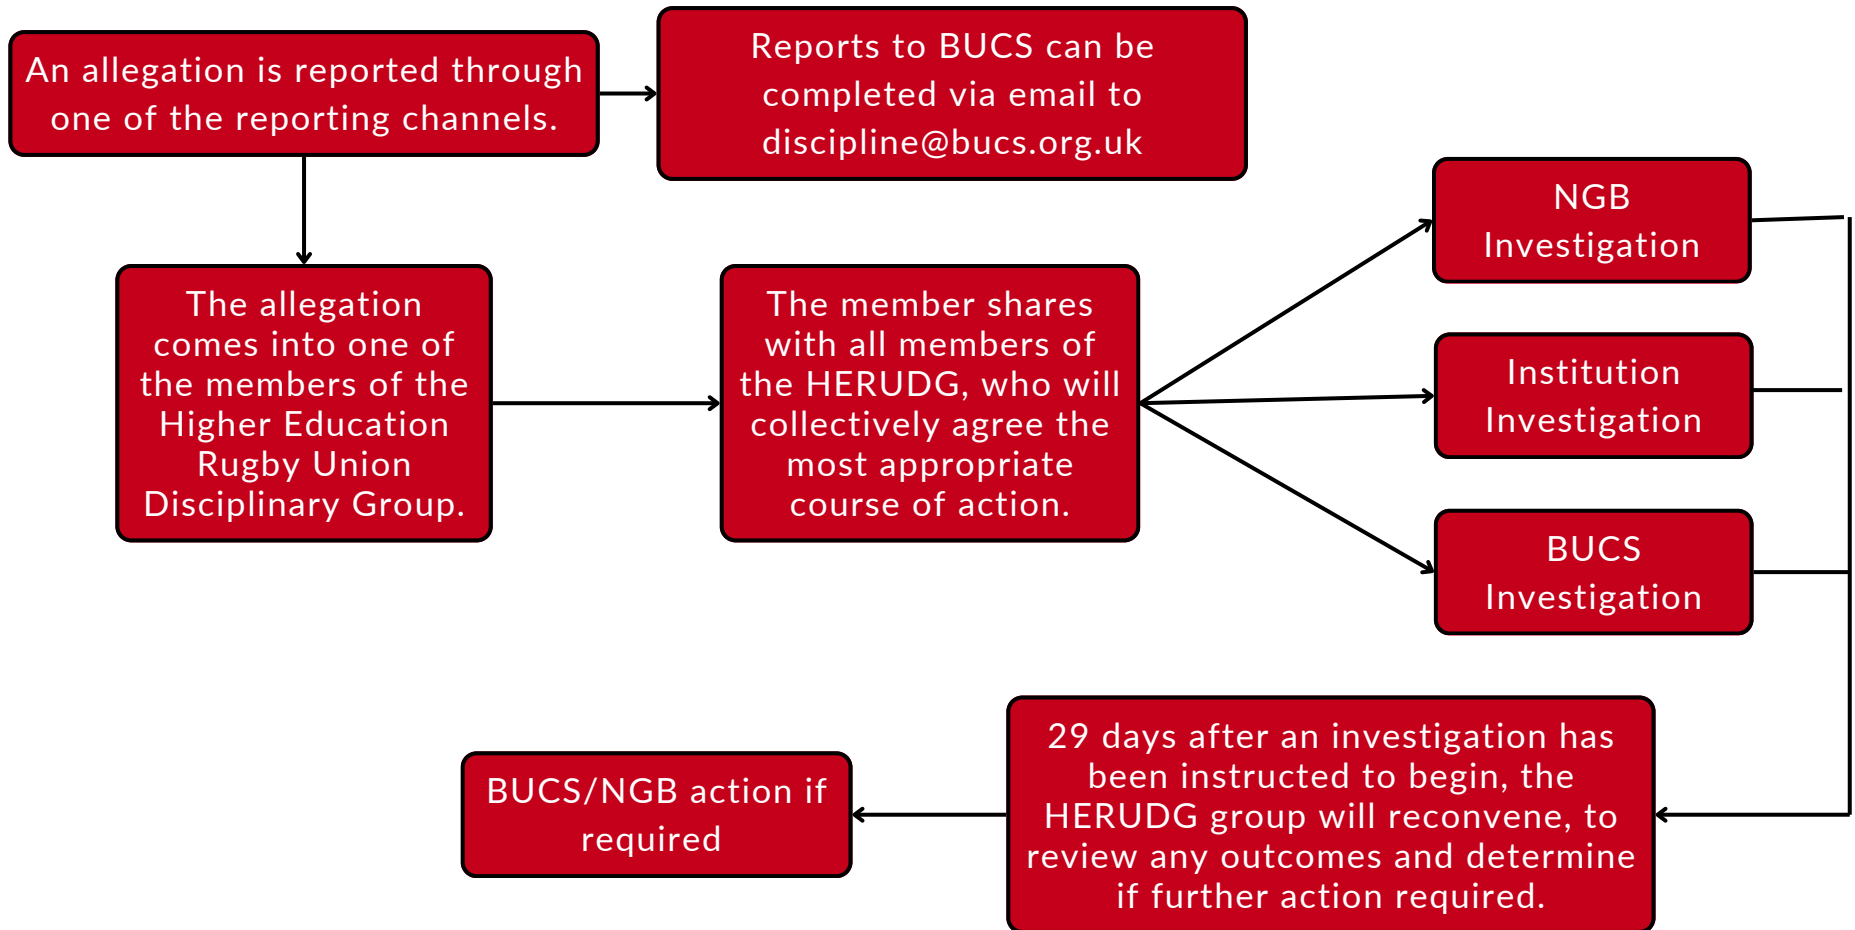 An allegation is reported through
one of the reporting channels.
Reports to BUCS can be
completed via email to
discipline@bucs.org.uk
The allegation
comes into one of
the members of the
Higher Education
Rugby Union
Disciplinary Group.
The member shares
with all members of
the HERUDG, who will
collectively agree the
most appropriate
course of action.
NGB
Investigation
Institution
Investigation
BUCS
Investigation
29 days after an investigation has
been instructed to begin, the
HERUDG group will reconvene, to
review any outcomes and determine
if further action required.
BUCS/NGB action if
required